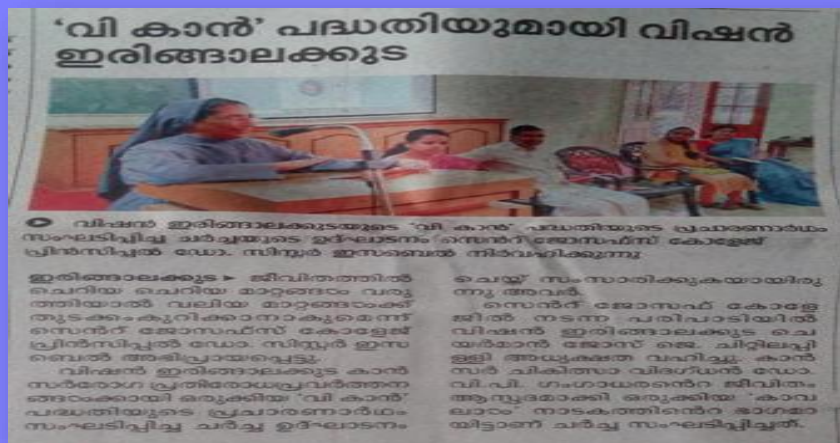 ‘വി കാൻ’ പദ്ധതിയുമായി വിഷൻ
ഇരിങ്ങാലക്കുട
വിഷൻ ഇരിങ്ങാലക്കുടയുടെ ‘വി കാൻ’ പദ്ധതിയുടെ പ്രചാരണാർഥം
സംഘടിപ്പിച്ച ചർച്ചയുടെ ഉദ്ഘാടനം സെന്റ് ജോസഫ്സ് കോളേജ്
പ്രിൻസിപ്പൽ ഡോ. സിസ്റ്റർ ഇസബെൽ നിർവഹിക്കുന്നു
ഇരിങ്ങാലക്കുട ➤ ജീവിതത്തിൽ
ചെറിയ ചെറിയ മാറ്റങ്ങൾ വരു
ത്തിയാൽ വലിയ മാറ്റങ്ങൾക്ക്
തുടക്കംകുറിക്കാനാകുമെന്ന്
സെന്റ് ജോസഫ്സ് കോളേജ്
പ്രിൻസിപ്പൽ ഡോ. സിസ്റ്റർ ഇസ
ബെൽ അഭിപ്രായപ്പെട്ടു.
വിഷൻ ഇരിങ്ങാലക്കുട കാൻ
സർരോഗ പ്രതിരോധപ്രവർത്തന
ങ്ങൾക്കായി ഒരുക്കിയ ‘വി കാൻ’
പദ്ധതിയുടെ പ്രചാരണാർഥം
സംഘടിപ്പിച്ച ചർച്ച ഉദ്ഘാടനം
ചെയ്ത് സംസാരിക്കുകയായിരു
ന്നു അവർ.
സെന്റ് ജോസഫ് കോളേ
ജിൽ നടന്ന പരിപാടിയിൽ
വിഷൻ ഇരിങ്ങാലക്കുട ചെ
യർമാൻ ജോസ് ജെ. ചിറ്റിലപ്പി
ള്ളി അധ്യക്ഷത വഹിച്ചു. കാൻ
സർ ചികിത്സാ വിദഗ്ധൻ ഡോ.
വി.പി. ഗംഗാധരന്റെ ജീവിതം
ആസ്പദമാക്കി ഒരുക്കിയ ‘കാവ
ലാൾ’ നാടകത്തിന്റെ ഭാഗമാ
യിട്ടാണ് ചർച്ച സംഘടിപ്പിച്ചത്.